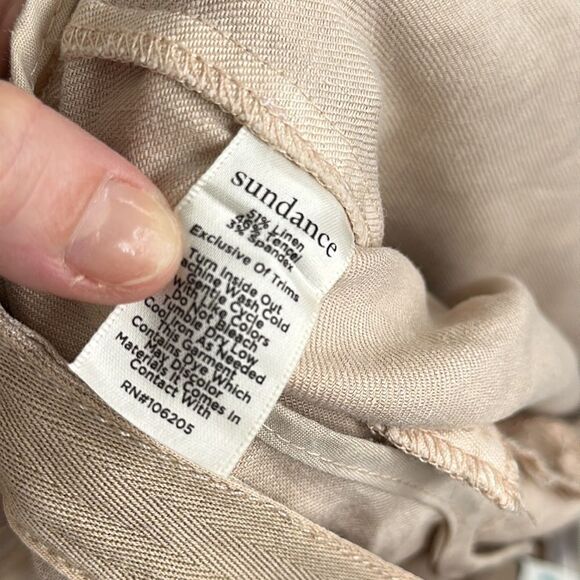 sundance
51% Linen
46% Tencel
3% Spandex
Exclusive Of Trims
Turn Inside Out
Machine Wash Cold
Gentle Cycle
With Like Colors
Do Not Bleach
Tumble Dry Low
Cool Iron As Needed
This Garment
Contains Dye Which
May Discolor
Materials It Comes In
Contact With
RN#106205